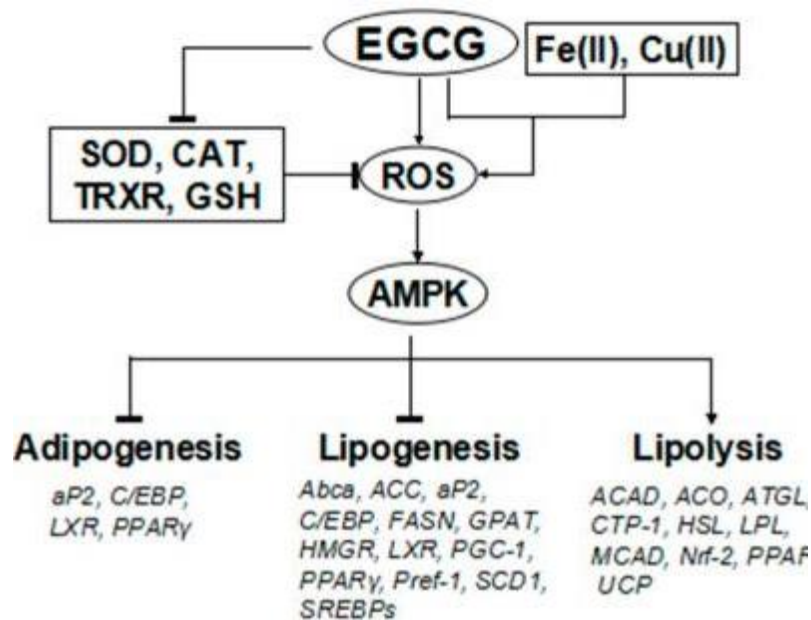 EGCG
Fe(II), Cu(II)
SOD, CAT,
TRXR, GSH
ROS
AMPK
Adipogenesis
aP2, C/EBP,
LXR, PPARγ
Lipogenesis
Abca, ACC, aP2,
C/EBP, FASN, GPAT,
HMGR, LXR, PGC-1,
PPARγ, Pref-1, SCD1,
SREBPs
Lipolysis
ACAD, ACO, ATGL,
CTP-1, HSL, LPL,
MCAD, Nrf-2,
UCP